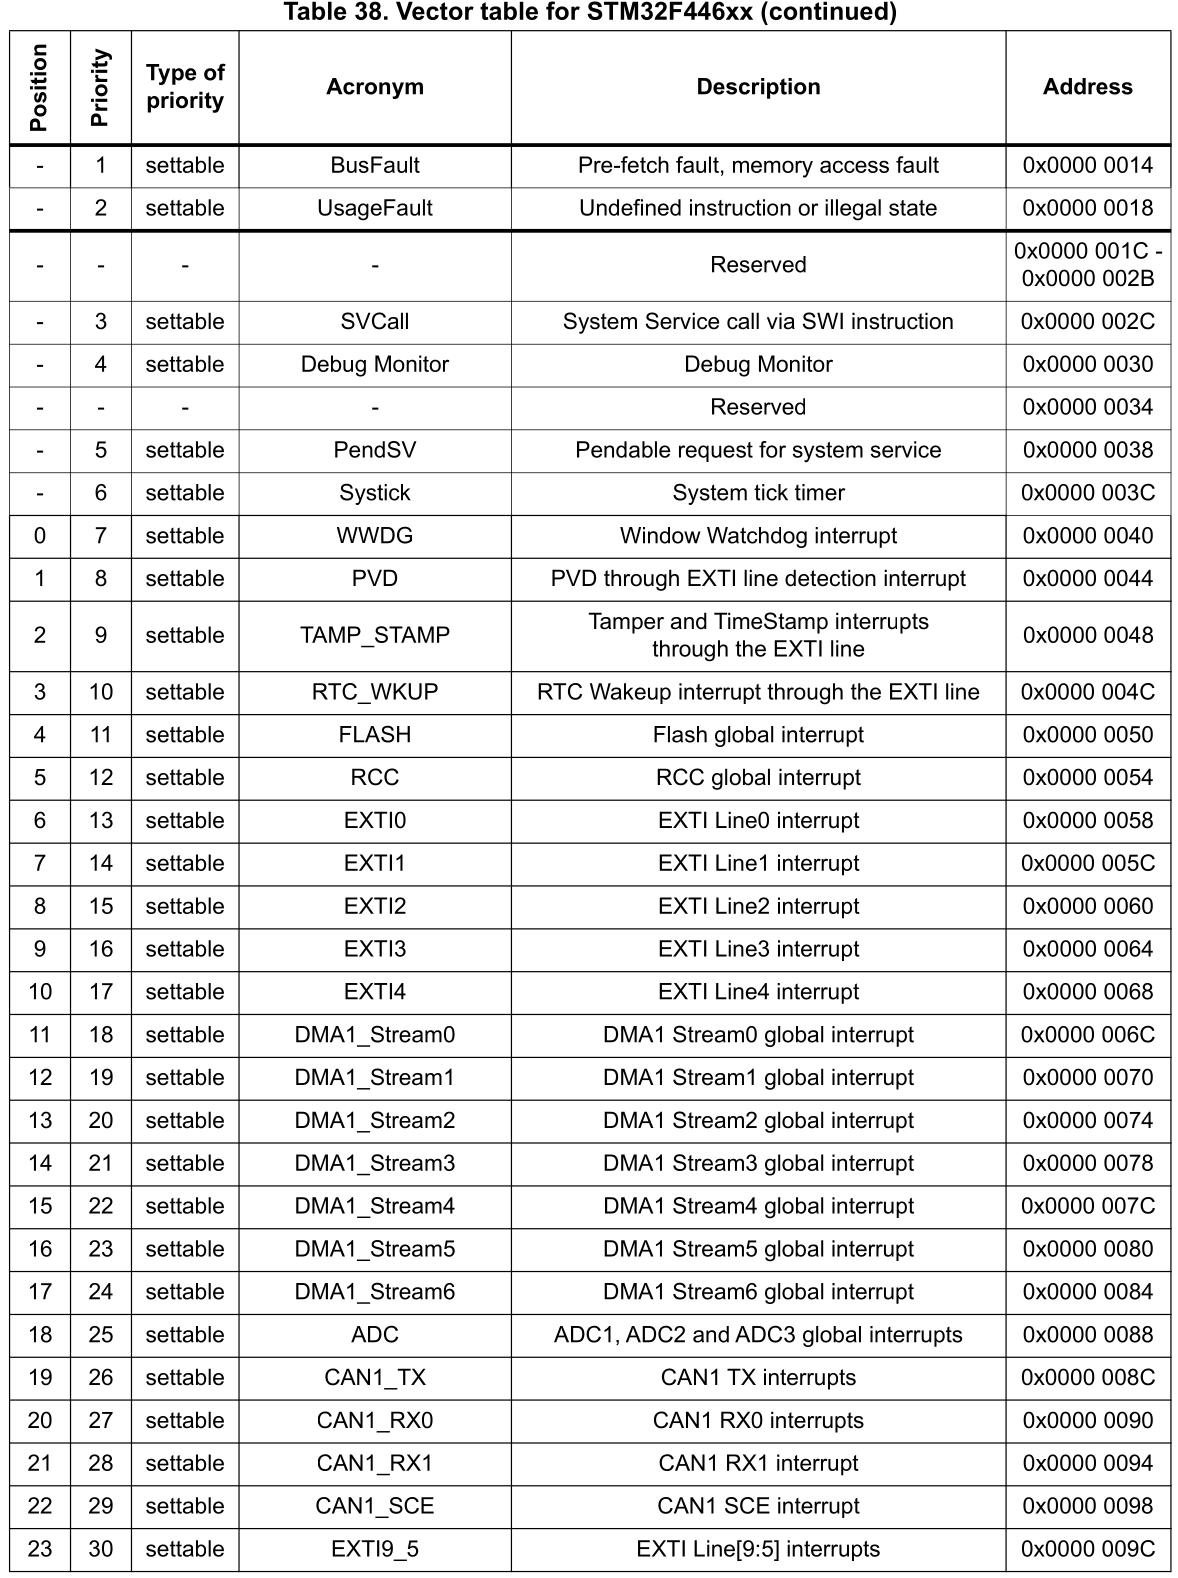 Table 38. Vector table for STM32F446xx (continued)
Position Priority Type of priority Acronym Description Address
- 1 settable BusFault Pre-fetch fault, memory access fault 0x0000 0014
- 2 settable UsageFault Undefined instruction or illegal state 0x0000 0018
- - - - Reserved 0x0000 001C - 0x0000 002B
- 3 settable SVCall System Service call via SWI instruction 0x0000 002C
- 4 settable Debug Monitor Debug Monitor 0x0000 0030
- - - - Reserved 0x0000 0034
- 5 settable PendSV Pendable request for system service 0x0000 0038
- 6 settable Systick System tick timer 0x0000 003C
0 7 settable WWDG Window Watchdog interrupt 0x0000 0040
1 8 settable PVD PVD through EXTI line detection interrupt 0x0000 0044
2 9 settable TAMP_STAMP Tamper and TimeStamp interrupts through the EXTI line 0x0000 0048
3 10 settable RTC_WKUP RTC Wakeup interrupt through the EXTI line 0x0000 004C
4 11 settable FLASH Flash global interrupt 0x0000 0050
5 12 settable RCC RCC global interrupt 0x0000 0054
6 13 settable EXTI0 EXTI Line0 interrupt 0x0000 0058
7 14 settable EXTI1 EXTI Line1 interrupt 0x0000 005C
8 15 settable EXTI2 EXTI Line2 interrupt 0x0000 0060
9 16 settable EXTI3 EXTI Line3 interrupt 0x0000 0064
10 17 settable EXTI4 EXTI Line4 interrupt 0x0000 0068
11 18 settable DMA1_Stream0 DMA1 Stream0 global interrupt 0x0000 006C
12 19 settable DMA1_Stream1 DMA1 Stream1 global interrupt 0x0000 0070
13 20 settable DMA1_Stream2 DMA1 Stream2 global interrupt 0x0000 0074
14 21 settable DMA1_Stream3 DMA1 Stream3 global interrupt 0x0000 0078
15 22 settable DMA1_Stream4 DMA1 Stream4 global interrupt 0x0000 007C
16 23 settable DMA1_Stream5 DMA1 Stream5 global interrupt 0x0000 0080
17 24 settable DMA1_Stream6 DMA1 Stream6 global interrupt 0x0000 0084
18 25 settable ADC ADC1, ADC2 and ADC3 global interrupts 0x0000 0088
19 26 settable CAN1_TX CAN1 TX interrupts 0x0000 008C
20 27 settable CAN1_RX0 CAN1 RX0 interrupts 0x0000 0090
21 28 settable CAN1_RX1 CAN1 RX1 interrupt 0x0000 0094
22 29 settable CAN1_SCE CAN1 SCE interrupt 0x0000 0098
23 30 settable EXTI9_5 EXTI Line[9:5] interrupts 0x0000 009C